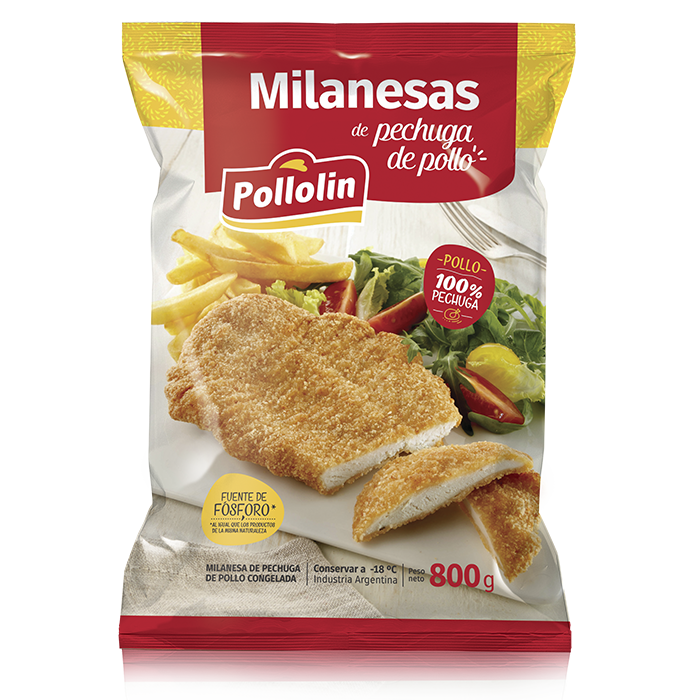 Milanesas
de pechuga
de pollo
Pollolin
-POLLO-
100%
PECHUGA
FUENTE DE
FÓSFORO*
*AL IGUAL QUE LOS PRODUCTOS
DE LA MISMA NATURALEZA
MILANESA DE PECHUGA
DE POLLO CONGELADA
Conservar a -18 ºC
Industria Argentina
Peso
neto
800g